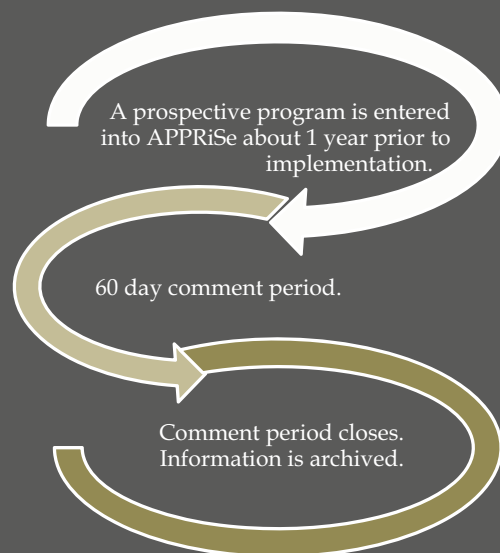 A prospective program is entered
into APPRiSe about 1 year prior to
implementation.
60 day comment period.
Comment period closes.
Information is archived.